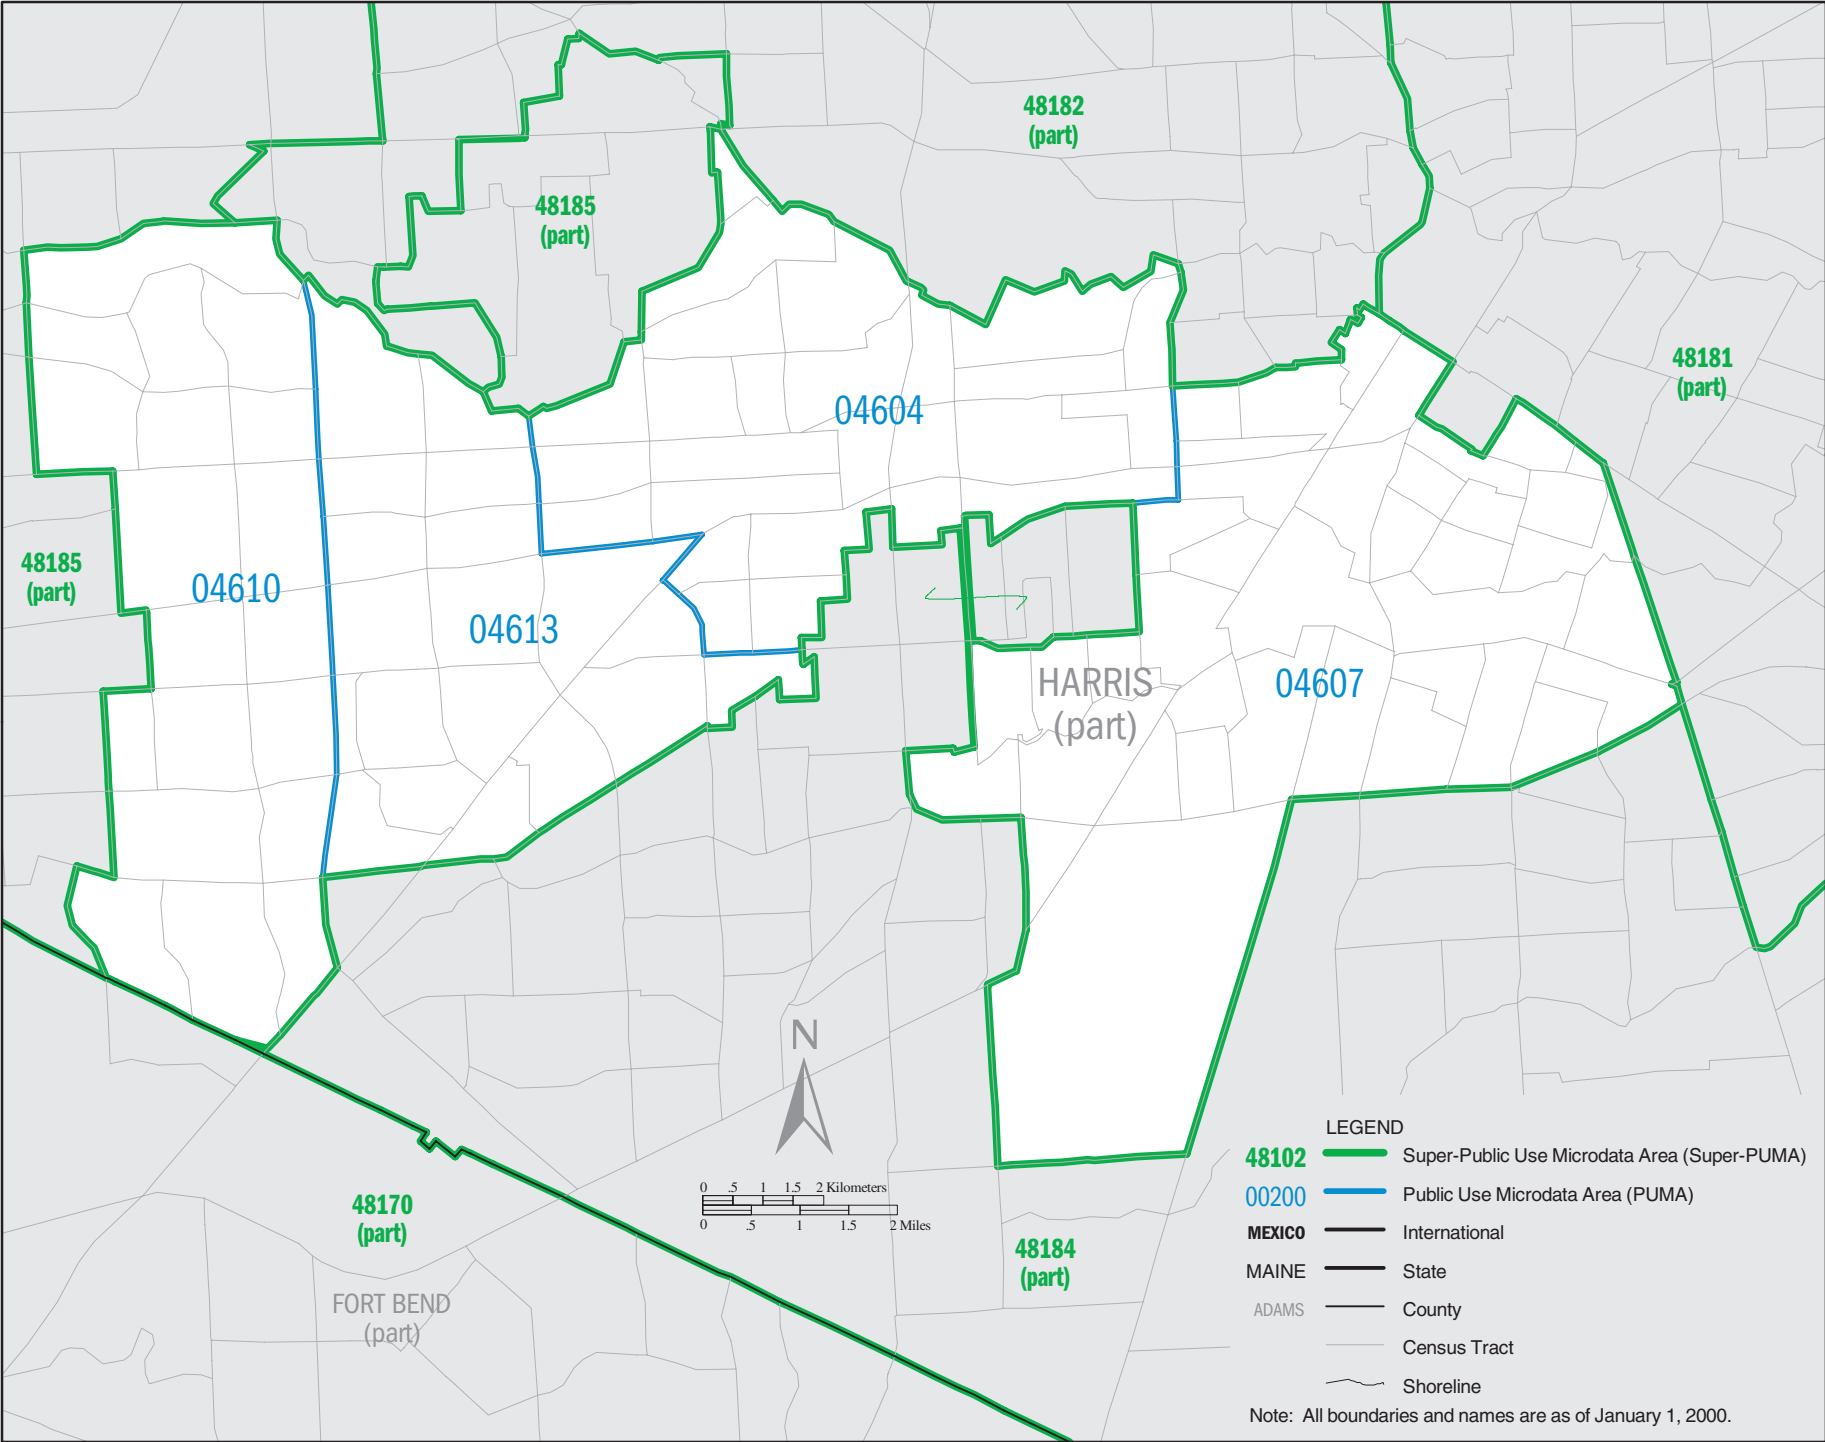 48182
(part)
48185
(part)
48181
(part)
04604
48185
(part)
04610
04613
HARRIS
(part)
04607
N
0 .5 1 1.5 2 Kilometers
0 .5 1 1.5 2 Miles
48170
(part)
48184
(part)
FORT BEND
(part)
LEGEND
48102 Super-Public Use Microdata Area (Super-PUMA)
00200 Public Use Microdata Area (PUMA)
MEXICO International
MAINE State
ADAMS County
Census Tract
Shoreline
Note: All boundaries and names are as of January 1, 2000.